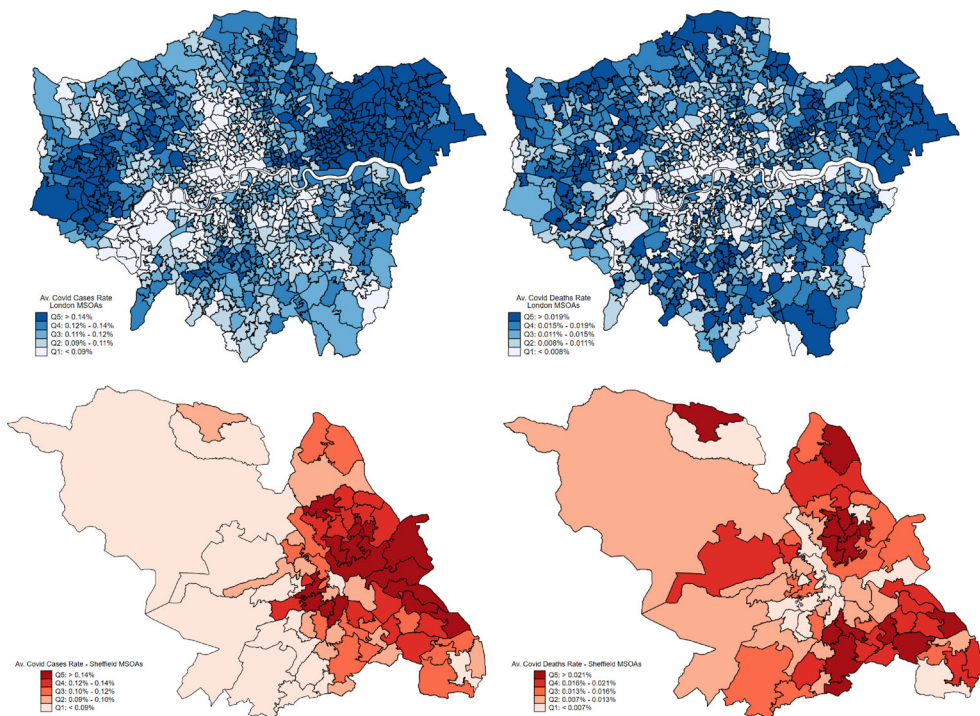 Av. Covid Cases Rate
London MSOAs
Q5: > 0.14%
Q4: 0.12% - 0.14%
Q3: 0.11% - 0.12%
Q2: 0.09% - 0.11%
Q1: < 0.09%
Av. Covid Deaths Rate
London MSOAs
Q5: > 0.019%
Q4: 0.015% - 0.019%
Q3: 0.011% - 0.015%
Q2: 0.008% - 0.011%
Q1: < 0.008%
Av. Covid Cases Rate - Sheffield MSOAs
Q5: > 0.14%
Q4: 0.12% - 0.14%
Q3: 0.10% - 0.12%
Q2: 0.09% - 0.10%
Q1: < 0.09%
Av. Covid Deaths Rate - Sheffield MSOAs
Q5: > 0.021%
Q4: 0.016% - 0.021%
Q3: 0.013% - 0.016%
Q2: 0.007% - 0.013%
Q1: < 0.007%